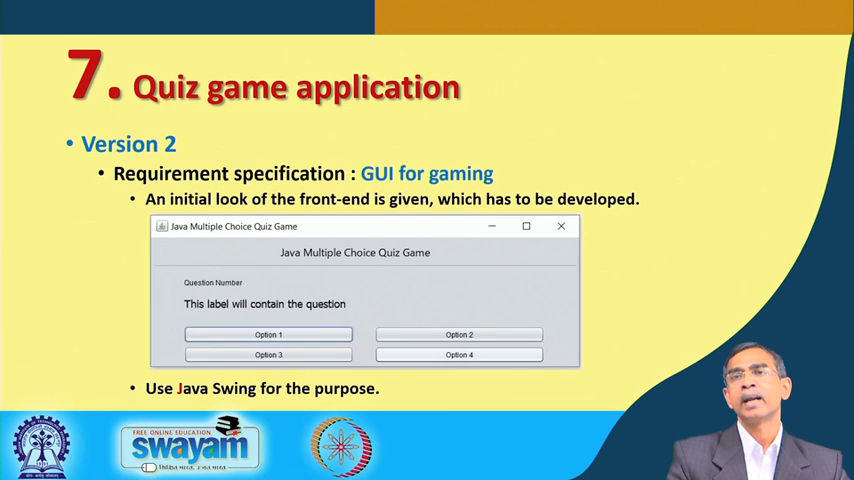 7. Quiz game application
• Version 2
• Requirement specification : GUI for gaming
• An initial look of the front-end is given, which has to be developed.
Java Multiple Choice Quiz Game
Java Multiple Choice Quiz Game
Question Number
This label will contain the question
Option 1
Option 2
Option 3
Option 4
• Use Java Swing for the purpose.
FREE ONLINE EDUCATION
swayam